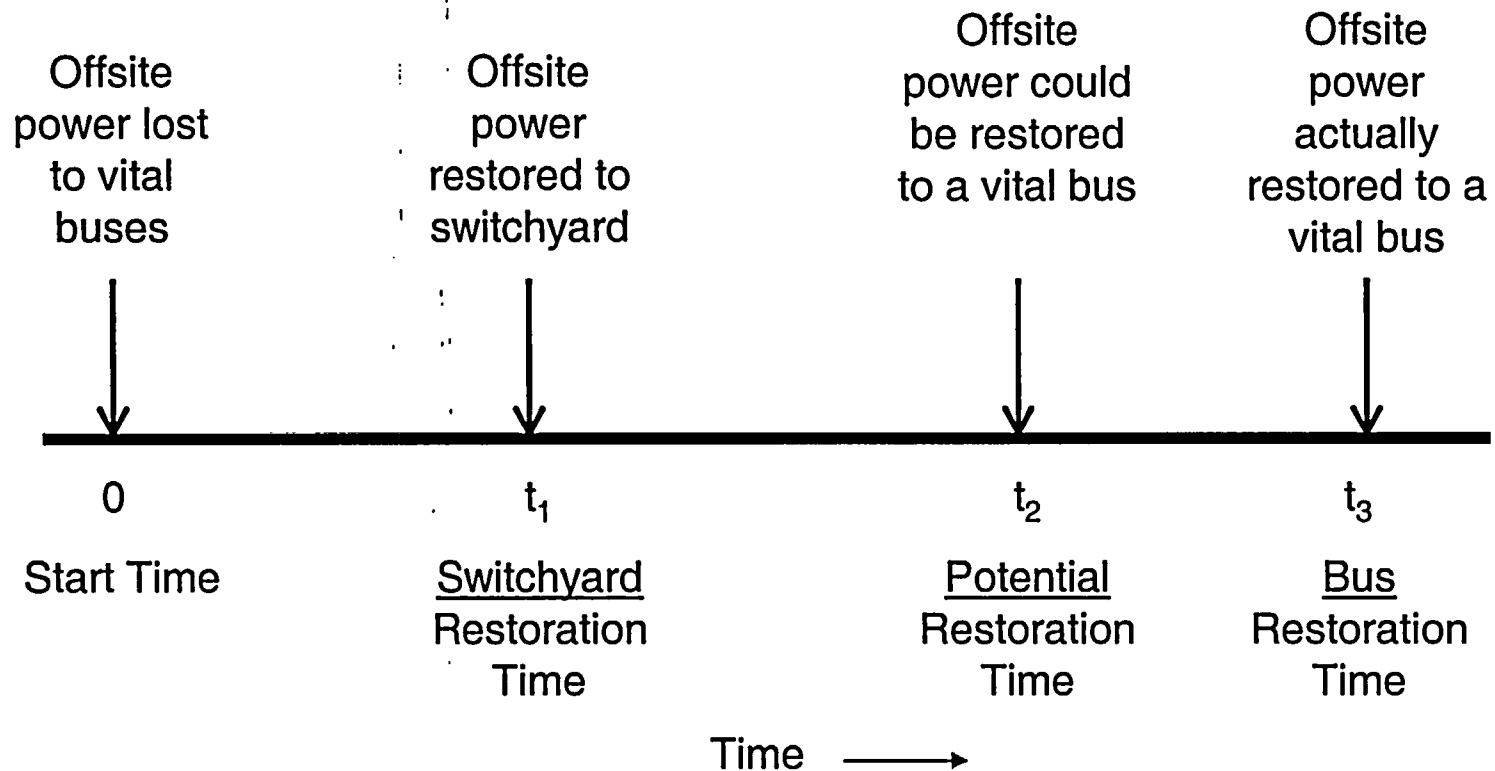 Offsite
power lost
to vital
buses
Offsite
power
restored to
switchyard
Offsite
power could
be restored
to a vital bus
Offsite
power
actually
restored to a
vital bus
0
t₁
t₂
t₃
Start Time
Switchyard
Restoration
Time
Potential
Restoration
Time
Bus
Restoration
Time
Time